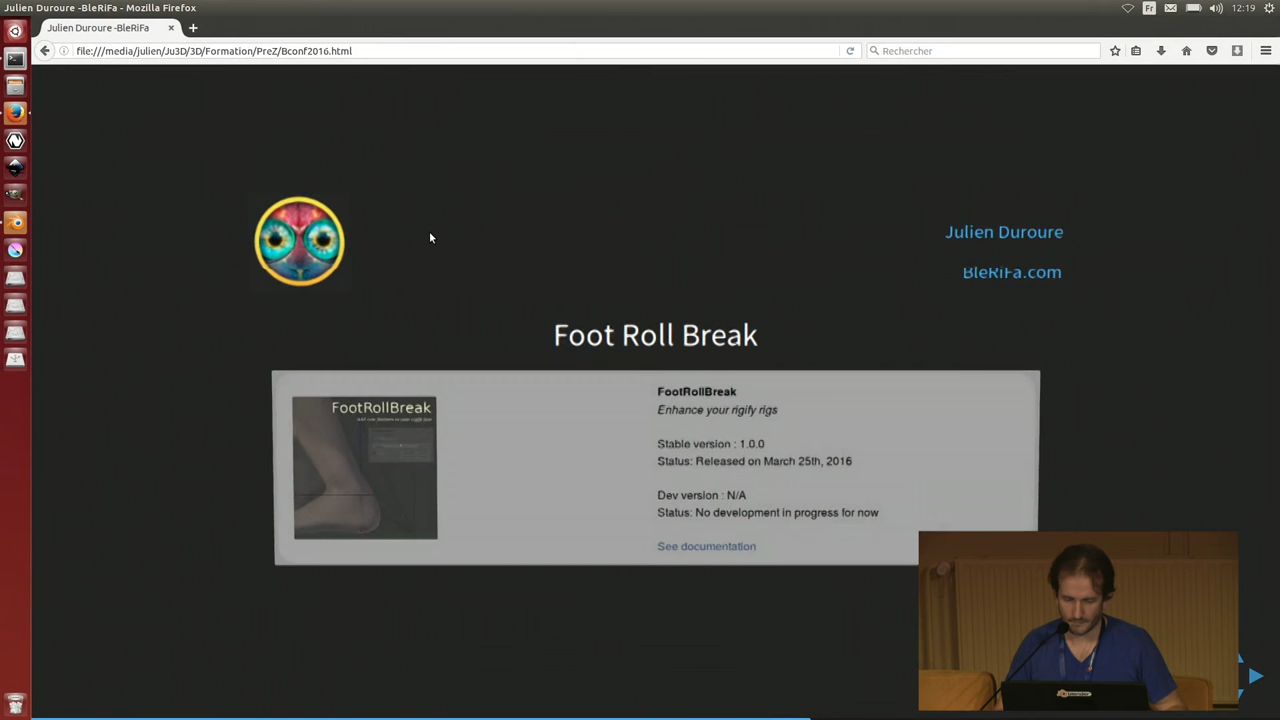 Julien Duroure -BleRiFa - Mozilla Firefox
Fr
12:19
Julien Duroure -BleRiFa
file:///media/julien/Ju3D/3D/Formation/PreZ/Bconf2016.html
Rechercher
Julien Duroure
BleRiFa.com
Foot Roll Break
FootRollBreak
FootRollBreak
Enhance your rigify rigs
Stable version : 1.0.0
Status: Released on March 25th, 2016
Dev version : N/A
Status: No development in progress for now
See documentation